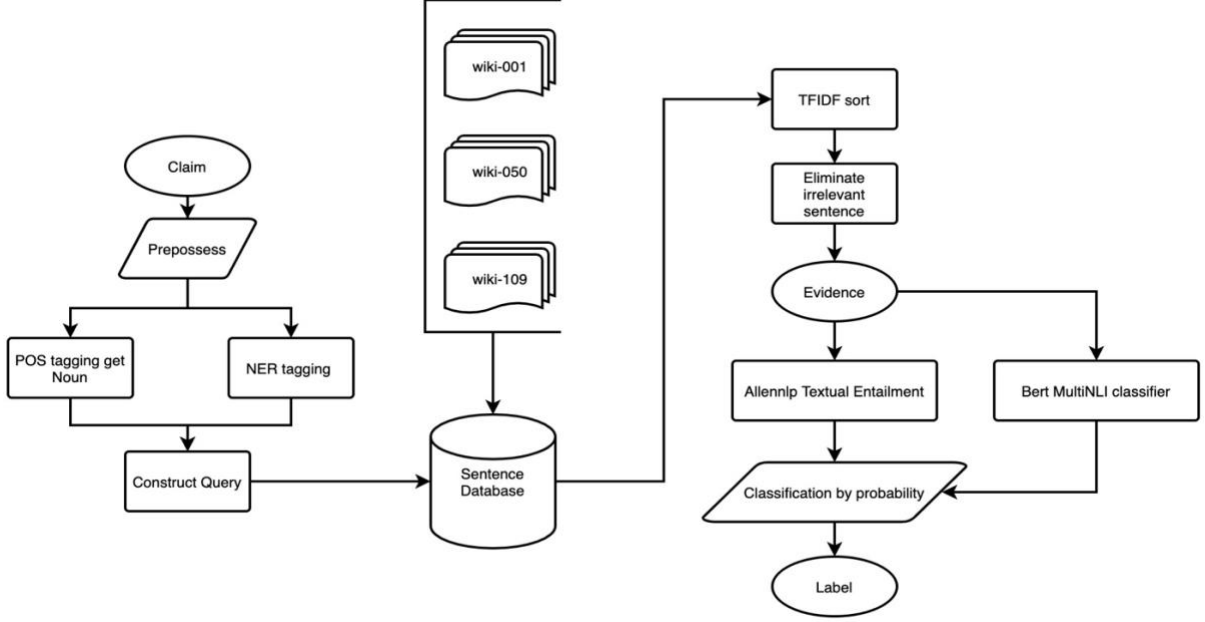 Claim
Prepossess
POS tagging get
Noun
NER tagging
Construct Query
wiki-001
wiki-050
wiki-109
Sentence
Database
TFIDF sort
Eliminate
irrelevant
sentence
Evidence
Allennlp Textual Entailment
Bert MultiNLI classifier
Classification by probability
Label